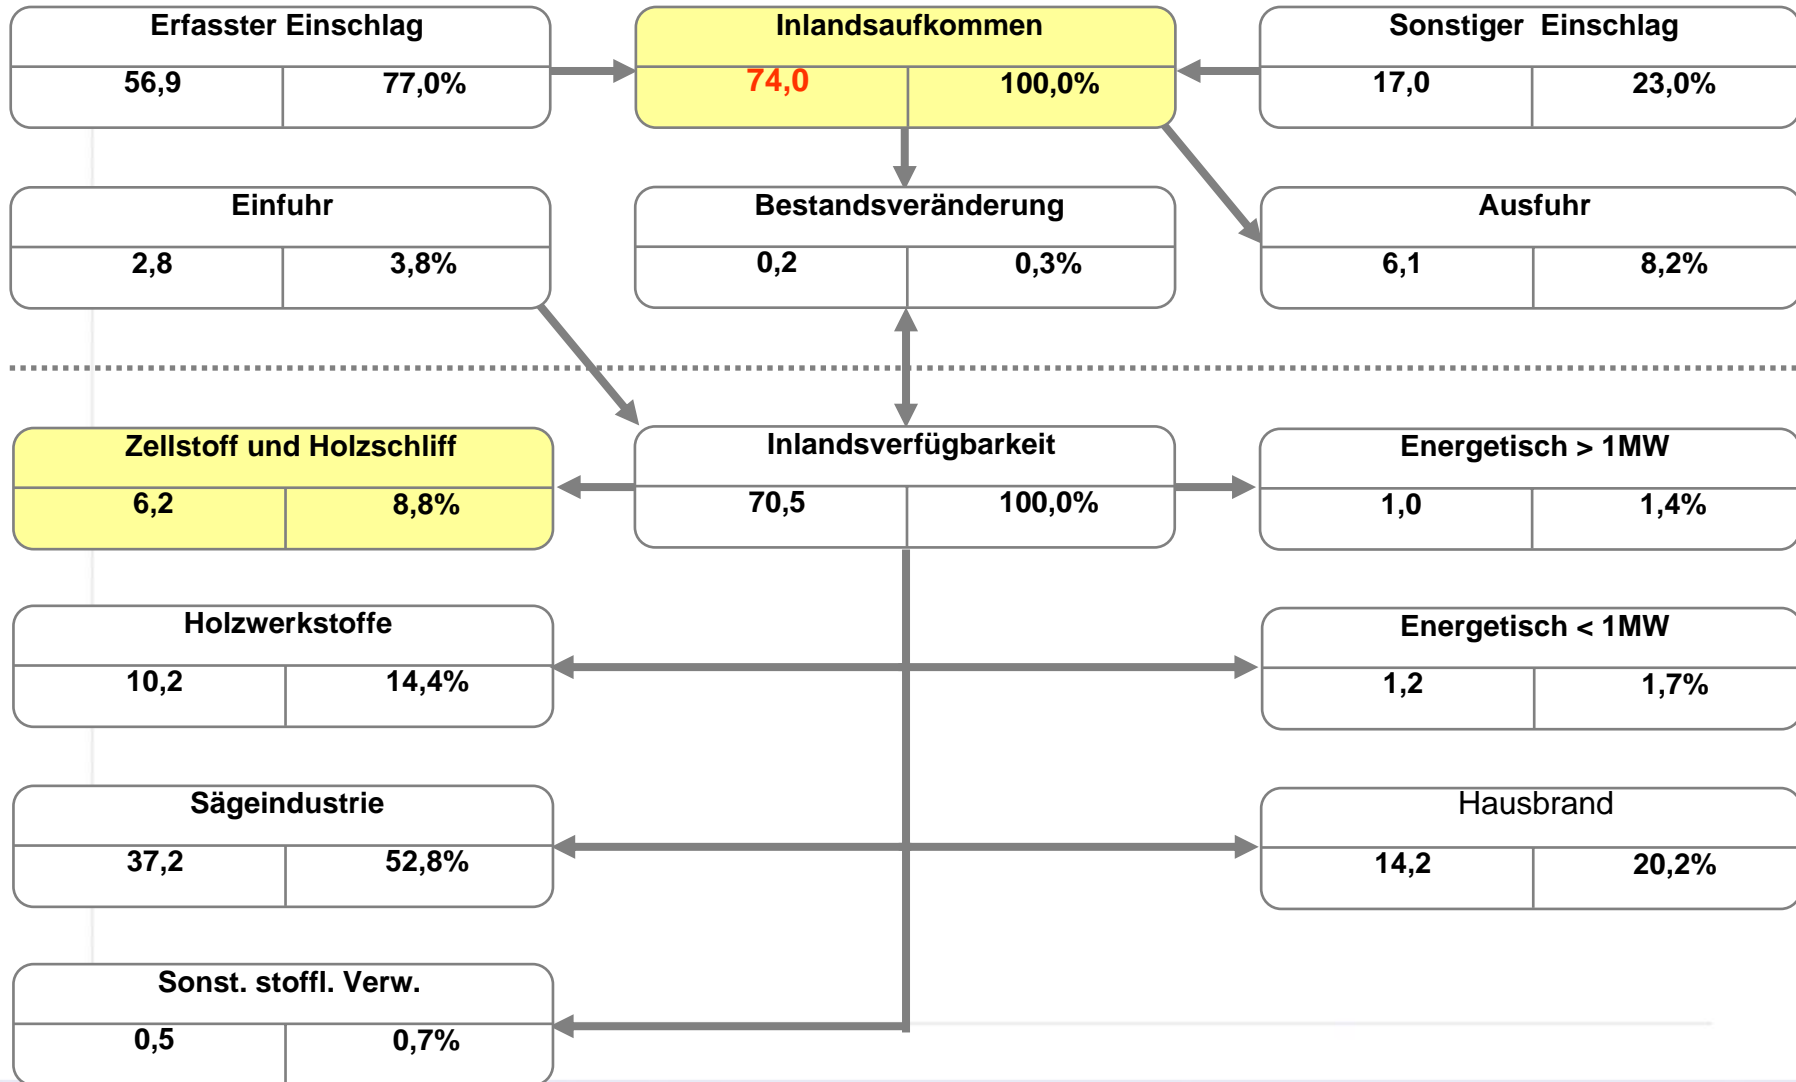 Erfasster Einschlag
56,9 77,0%
Inlandsaufkommen
74,0 100,0%
Sonstiger Einschlag
17,0 23,0%
Einfuhr
2,8 3,8%
Bestandsveränderung
0,2 0,3%
Ausfuhr
6,1 8,2%
Zellstoff und Holzschliff
6,2 8,8%
Inlandsverfügbarkeit
70,5 100,0%
Energetisch > 1MW
1,0 1,4%
Holzwerkstoffe
10,2 14,4%
Energetisch < 1MW
1,2 1,7%
Sägeindustrie
37,2 52,8%
Hausbrand
14,2 20,2%
Sonst. stoffl. Verw.
0,5 0,7%